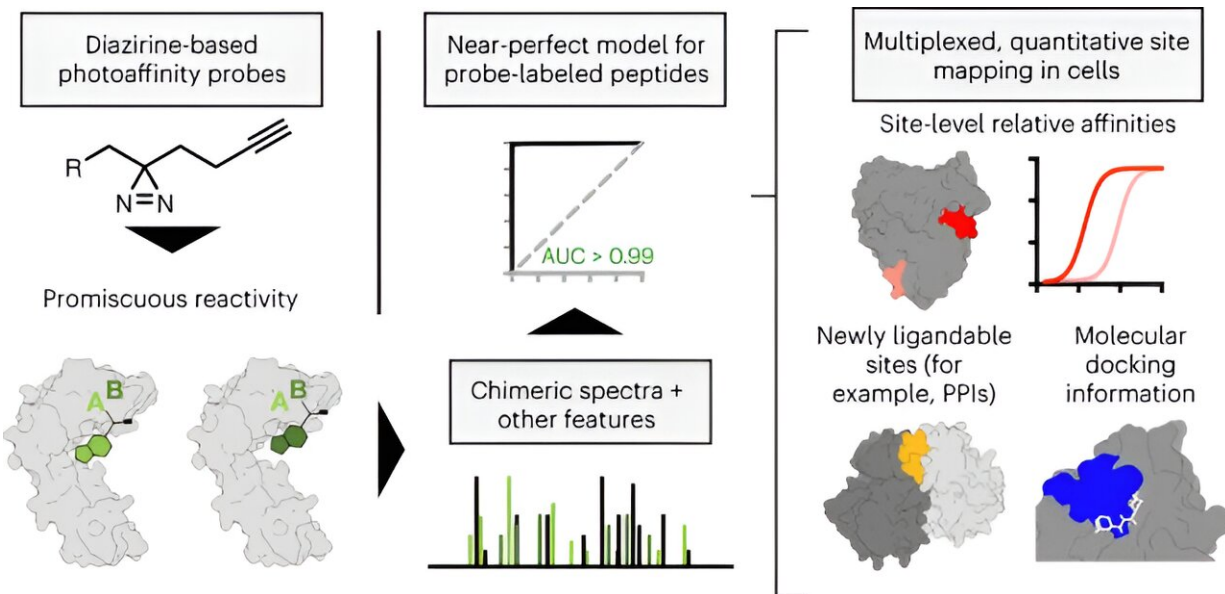 Diazirine-based
photoaffinity probes
R
N=N
Promiscuous reactivity
A B
A B
Near-perfect model for
probe-labeled peptides
AUC > 0.99
Chimeric spectra +
other features
Multiplexed, quantitative site
mapping in cells
Site-level relative affinities
Newly ligandable
sites (for
example, PPIs)
Molecular
docking
information